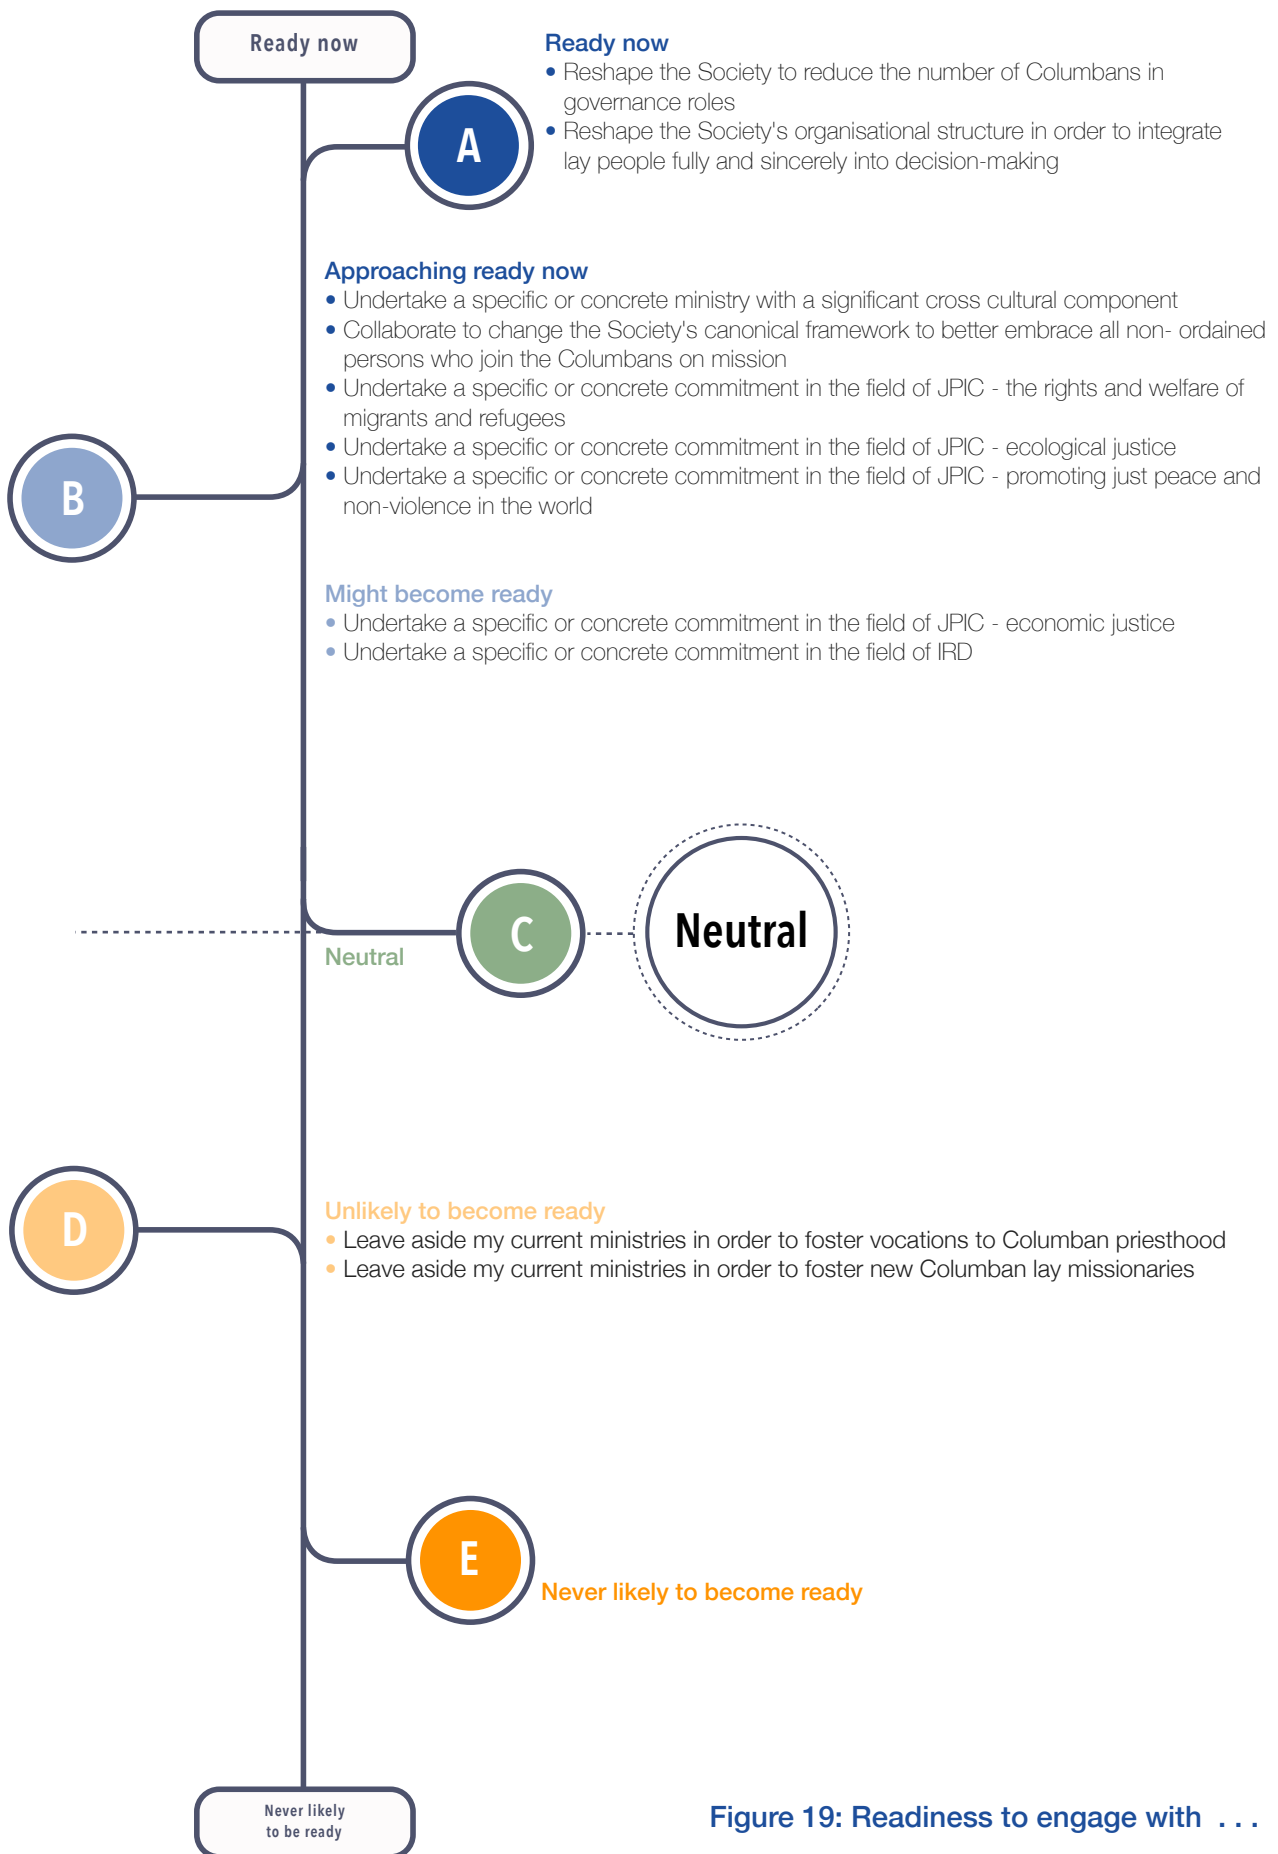 Ready now
Ready now
• Reshape the Society to reduce the number of Columbans in
governance roles
• Reshape the Society's organisational structure in order to integrate
lay people fully and sincerely into decision-making
A
Approaching ready now
• Undertake a specific or concrete ministry with a significant cross cultural component
• Collaborate to change the Society's canonical framework to better embrace all non- ordained
persons who join the Columbans on mission
• Undertake a specific or concrete commitment in the field of JPIC - the rights and welfare of
migrants and refugees
• Undertake a specific or concrete commitment in the field of JPIC - ecological justice
• Undertake a specific or concrete commitment in the field of JPIC - promoting just peace and
non-violence in the world
B
Might become ready
• Undertake a specific or concrete commitment in the field of JPIC - economic justice
• Undertake a specific or concrete commitment in the field of IRD
C
Neutral
Neutral
D
Unlikely to become ready
• Leave aside my current ministries in order to foster vocations to Columban priesthood
• Leave aside my current ministries in order to foster new Columban lay missionaries
E
Never likely to become ready
Never likely
to be ready
Figure 19: Readiness to engage with . . .